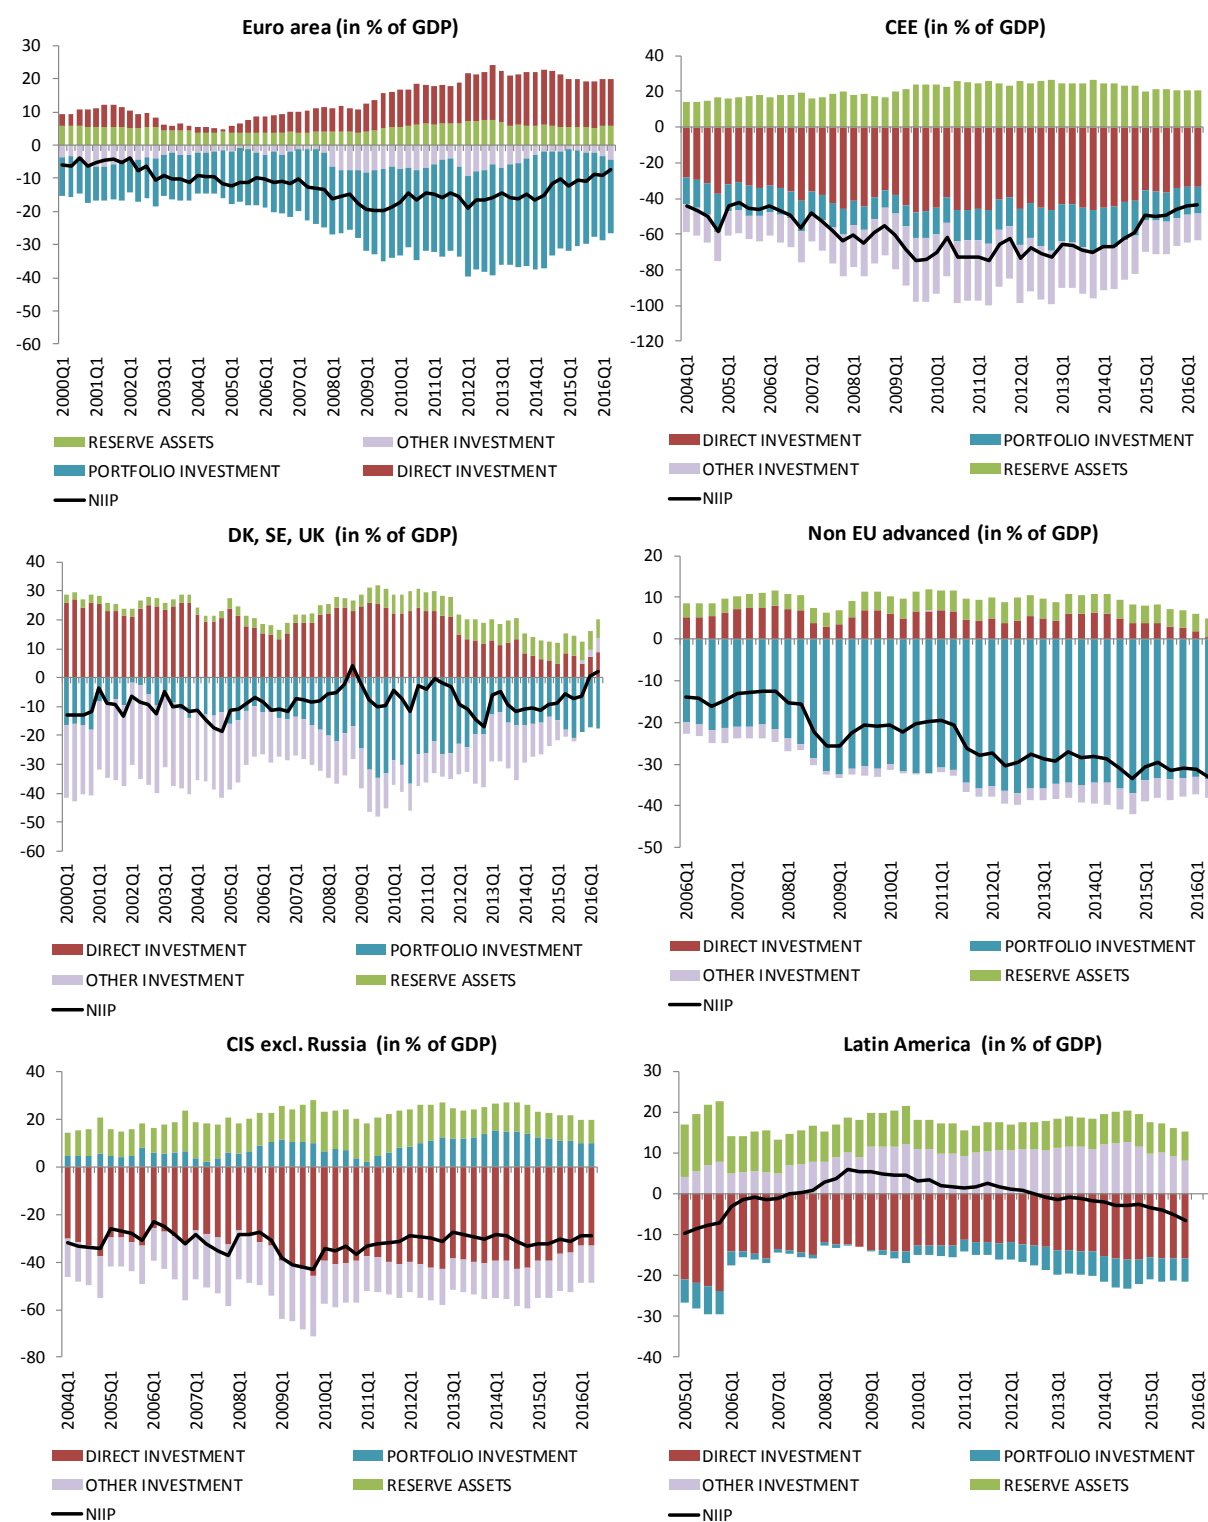 Euro area (in % of GDP)
30
20
10
0
-10
-20
-30
-40
-50
-60
2000Q1
2001Q1
2002Q1
2003Q1
2004Q1
2005Q1
2006Q1
2007Q1
2008Q1
2009Q1
2010Q1
2011Q1
2012Q1
2013Q1
2014Q1
2015Q1
2016Q1
RESERVE ASSETS
OTHER INVESTMENT
PORTFOLIO INVESTMENT
DIRECT INVESTMENT
NIIP
CEE (in % of GDP)
40
20
0
-20
-40
-60
-80
-100
-120
2004Q1
2005Q1
2006Q1
2007Q1
2008Q1
2009Q1
2010Q1
2011Q1
2012Q1
2013Q1
2014Q1
2015Q1
2016Q1
DIRECT INVESTMENT
PORTFOLIO INVESTMENT
OTHER INVESTMENT
RESERVE ASSETS
NIIP
DK, SE, UK (in % of GDP)
40
30
20
10
0
-10
-20
-30
-40
-50
-60
2000Q1
2001Q1
2002Q1
2003Q1
2004Q1
2005Q1
2006Q1
2007Q1
2008Q1
2009Q1
2010Q1
2011Q1
2012Q1
2013Q1
2014Q1
2015Q1
2016Q1
DIRECT INVESTMENT
PORTFOLIO INVESTMENT
OTHER INVESTMENT
RESERVE ASSETS
NIIP
Non EU advanced (in % of GDP)
20
10
0
-10
-20
-30
-40
-50
2006Q1
2007Q1
2008Q1
2009Q1
2010Q1
2011Q1
2012Q1
2013Q1
2014Q1
2015Q1
2016Q1
DIRECT INVESTMENT
PORTFOLIO INVESTMENT
OTHER INVESTMENT
RESERVE ASSETS
NIIP
CIS excl. Russia (in % of GDP)
40
20
0
-20
-40
-60
-80
2004Q1
2005Q1
2006Q1
2007Q1
2008Q1
2009Q1
2010Q1
2011Q1
2012Q1
2013Q1
2014Q1
2015Q1
2016Q1
DIRECT INVESTMENT
PORTFOLIO INVESTMENT
OTHER INVESTMENT
RESERVE ASSETS
NIIP
Latin America (in % of GDP)
30
20
10
0
-10
-20
-30
-40
2005Q1
2006Q1
2007Q1
2008Q1
2009Q1
2010Q1
2011Q1
2012Q1
2013Q1
2014Q1
2015Q1
2016Q1
DIRECT INVESTMENT
PORTFOLIO INVESTMENT
OTHER INVESTMENT
RESERVE ASSETS
NIIP